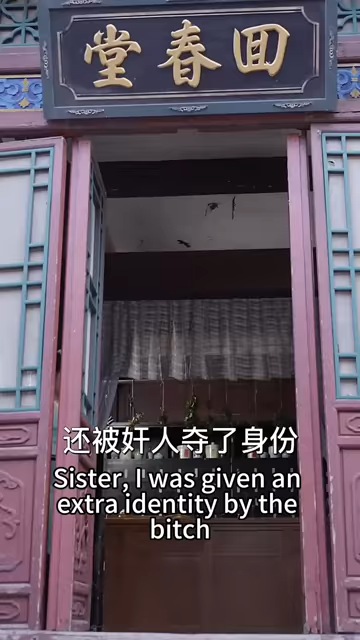 囬春堂
还被奸人夺了身份
Sister, I was given an
extra identity by the
bitch